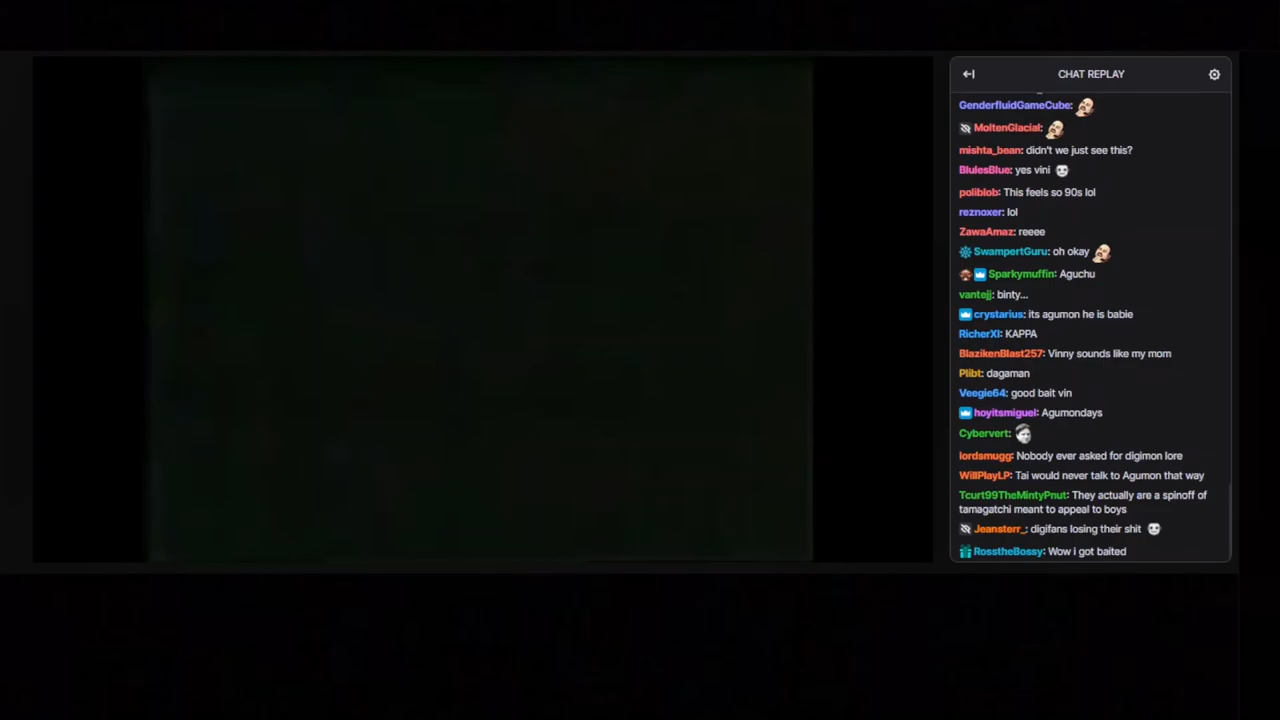 CHAT REPLAY
GenderfluidGameCube:
MoltenGlacial:
mishta_bean: didn't we just see this?
BlulesBlue: yes vini
poliblob: This feels so 90s lol
reznoxer: lol
ZawaAmaz: reeee
SwampertGuru: oh okay
Sparkymuffin: Aguchu
vantejj: binty...
crystarius: its agumon he is babie
RicherXI: KAPPA
BlazikenBlast257: Vinny sounds like my mom
Plibt: dagaman
Veegie64: good bait vin
hoyitsmiguel: Agumondays
Cybervert:
lordsmugg: Nobody ever asked for digimon lore
WillPlayLP: Tai would never talk to Agumon that way
Tcurt99TheMintyPnut: They actually are a spinoff of
tamagatchi meant to appeal to boys
Jeansterr_: digifans losing their shit
RosstheBossy: Wow i got baited